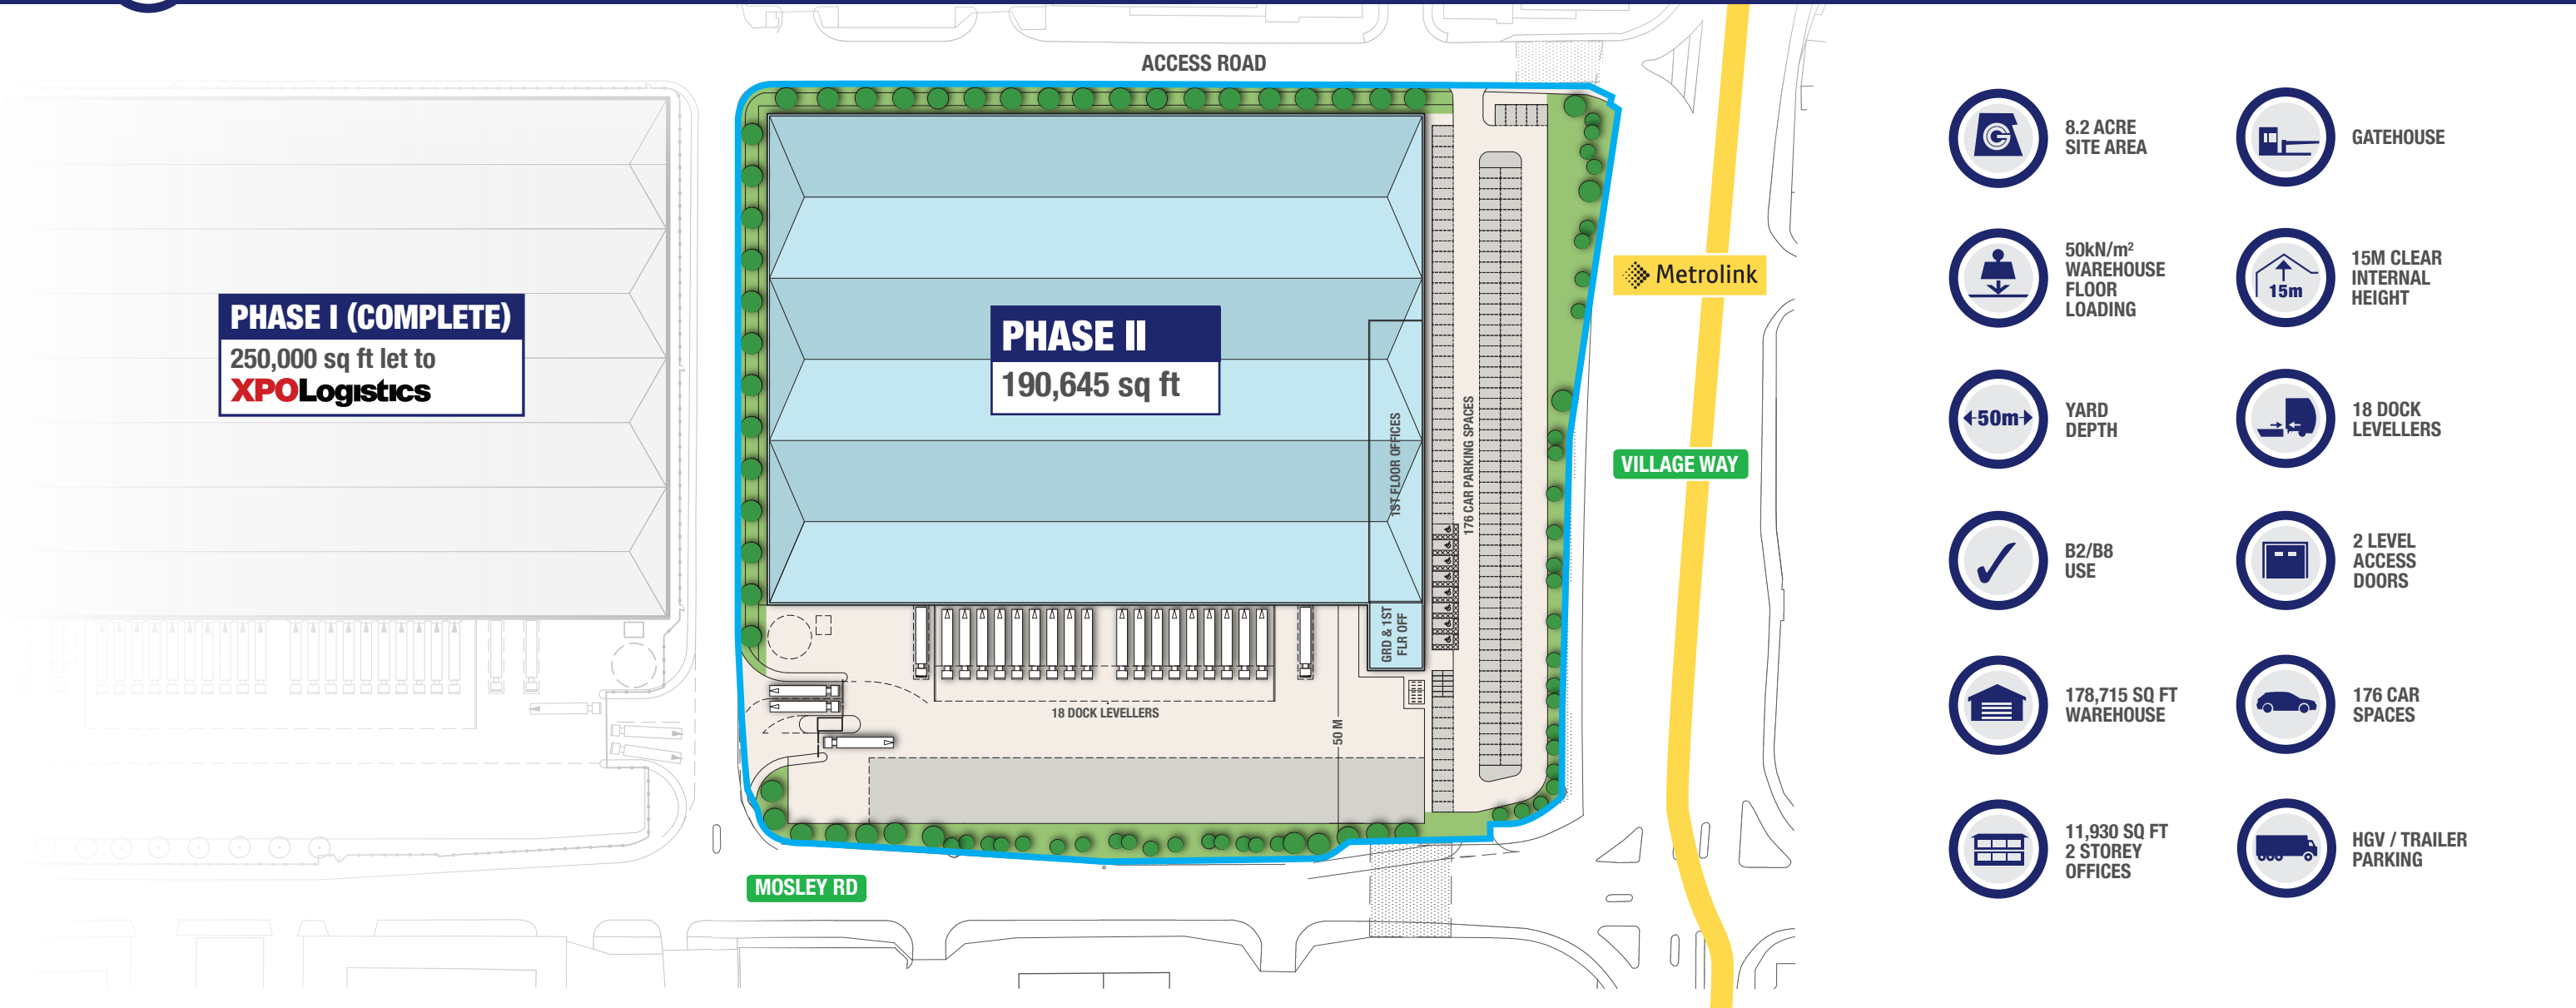 ACCESS ROAD
PHASE I (COMPLETE)
250,000 sq ft let to
XPOLogistics
PHASE II
190,645 sq ft
1ST FLOOR OFFICES
176 CAR PARKING SPACES
GRD & 1ST
FLR OFF
18 DOCK LEVELLERS
50 M
MOSLEY RD
Metrolink
VILLAGE WAY
8.2 ACRE
SITE AREA
GATEHOUSE
50kN/m²
WAREHOUSE
FLOOR
LOADING
15m
15M CLEAR
INTERNAL
HEIGHT
50m
YARD
DEPTH
18 DOCK
LEVELLERS
B2/B8
USE
2 LEVEL
ACCESS
DOORS
178,715 SQ FT
WAREHOUSE
176 CAR
SPACES
11,930 SQ FT
2 STOREY
OFFICES
HGV / TRAILER
PARKING